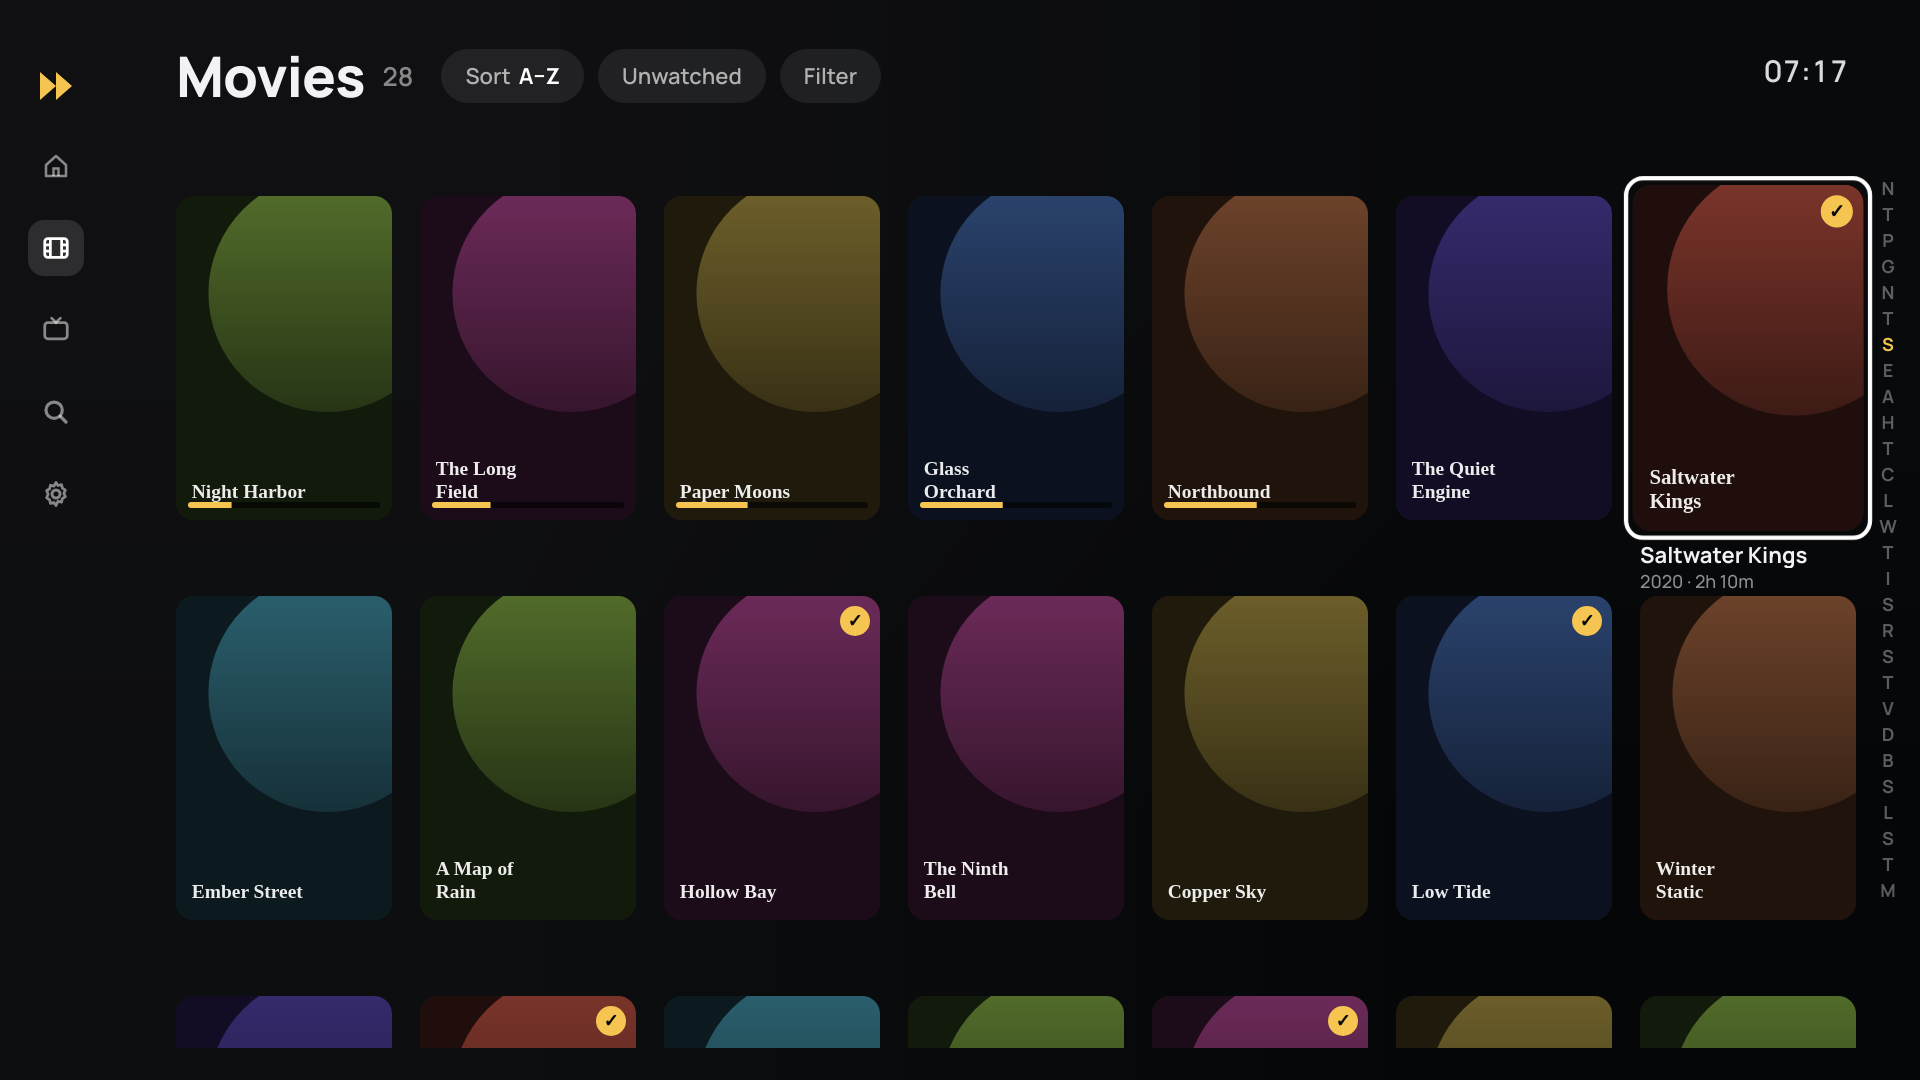 Movies 28 Sort A-Z Unwatched Filter 07:17
Night Harbor
The Long
Field
Paper Moons
Glass
Orchard
Northbound
The Quiet
Engine
Saltwater
Kings
Saltwater Kings
2020 · 2h 10m
Ember Street
A Map of
Rain
Hollow Bay
The Ninth
Bell
Copper Sky
Low Tide
Winter
Static
N
T
P
G
N
T
S
E
A
H
T
C
L
W
T
I
S
R
S
T
V
D
B
S
L
S
T
M